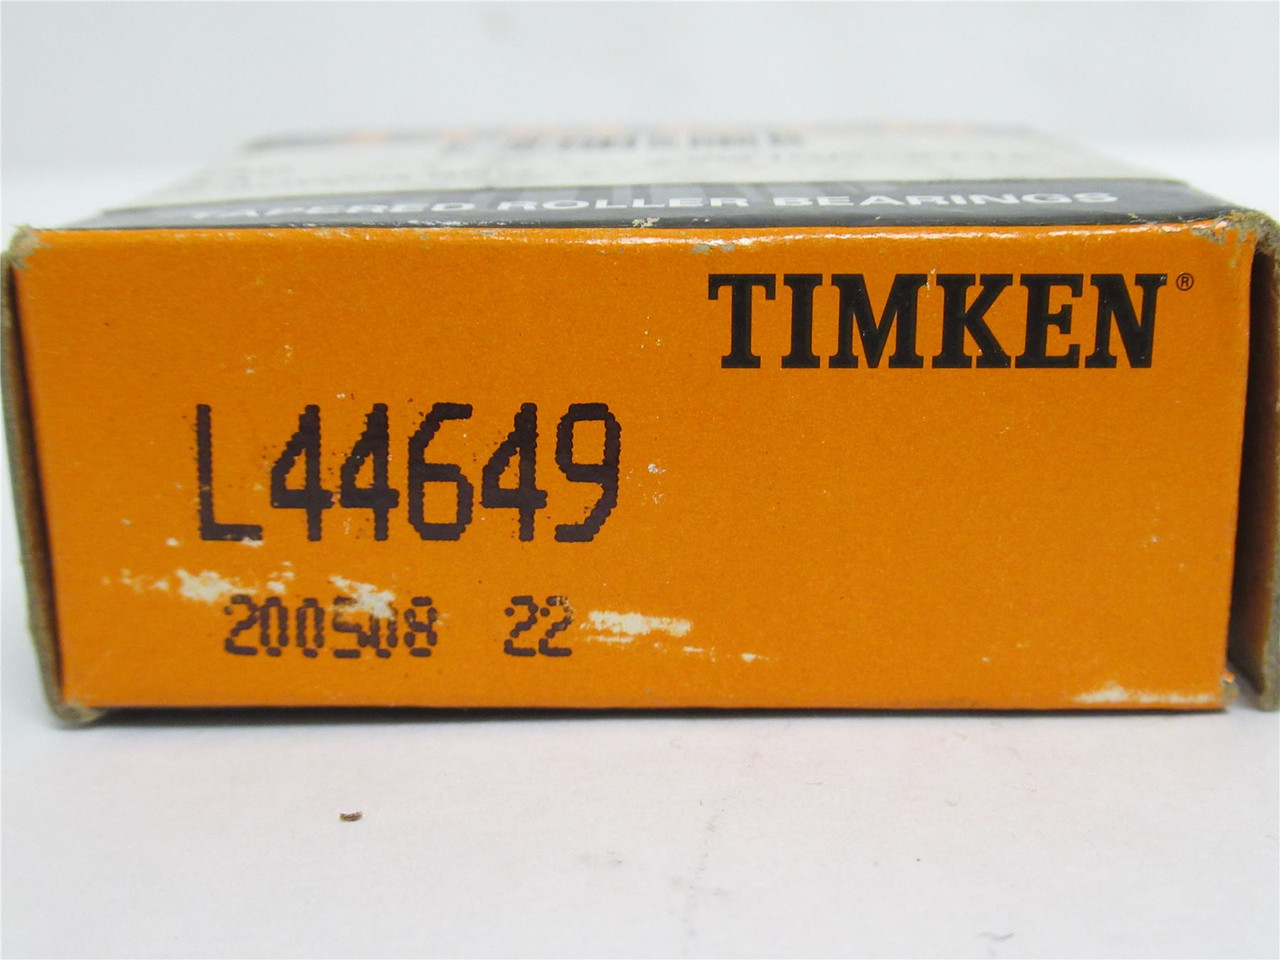 TAPERED ROLLER BEARINGS
TIMKEN®
L44649
200508 22